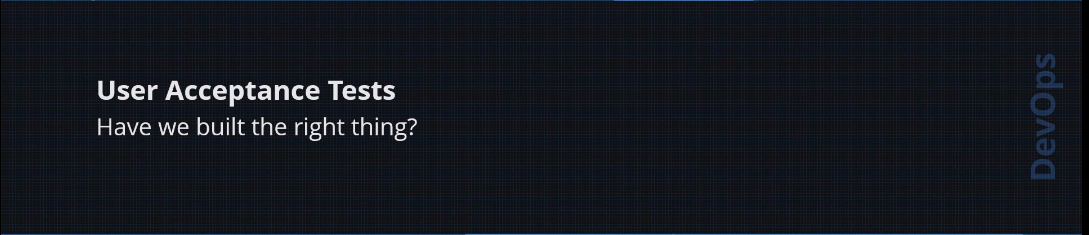 User Acceptance Tests
Have we built the right thing?
DevOps